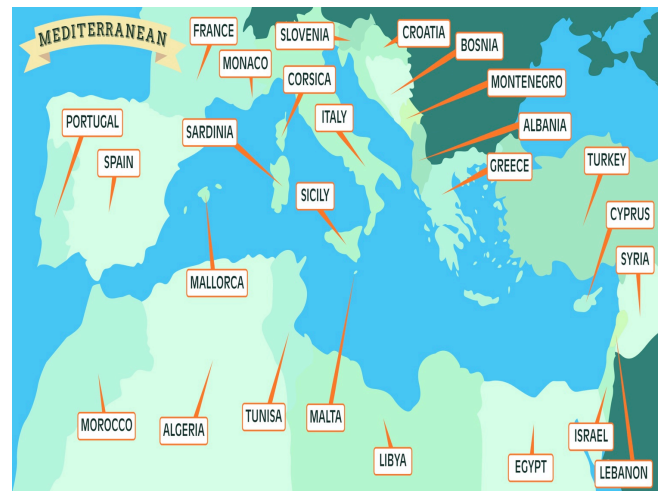 MEDITERRANEAN
FRANCE
SLOVENIA
CROATIA
BOSNIA
MONACO
CORSICA
MONTENEGRO
PORTUGAL
ITALY
ALBANIA
SARDINIA
SPAIN
GREECE
TURKEY
SICILY
CYPRUS
SYRIA
MALLORCA
MOROCCO
ALGERIA
TUNISA
MALTA
LIBYA
EGYPT
ISRAEL
LEBANON